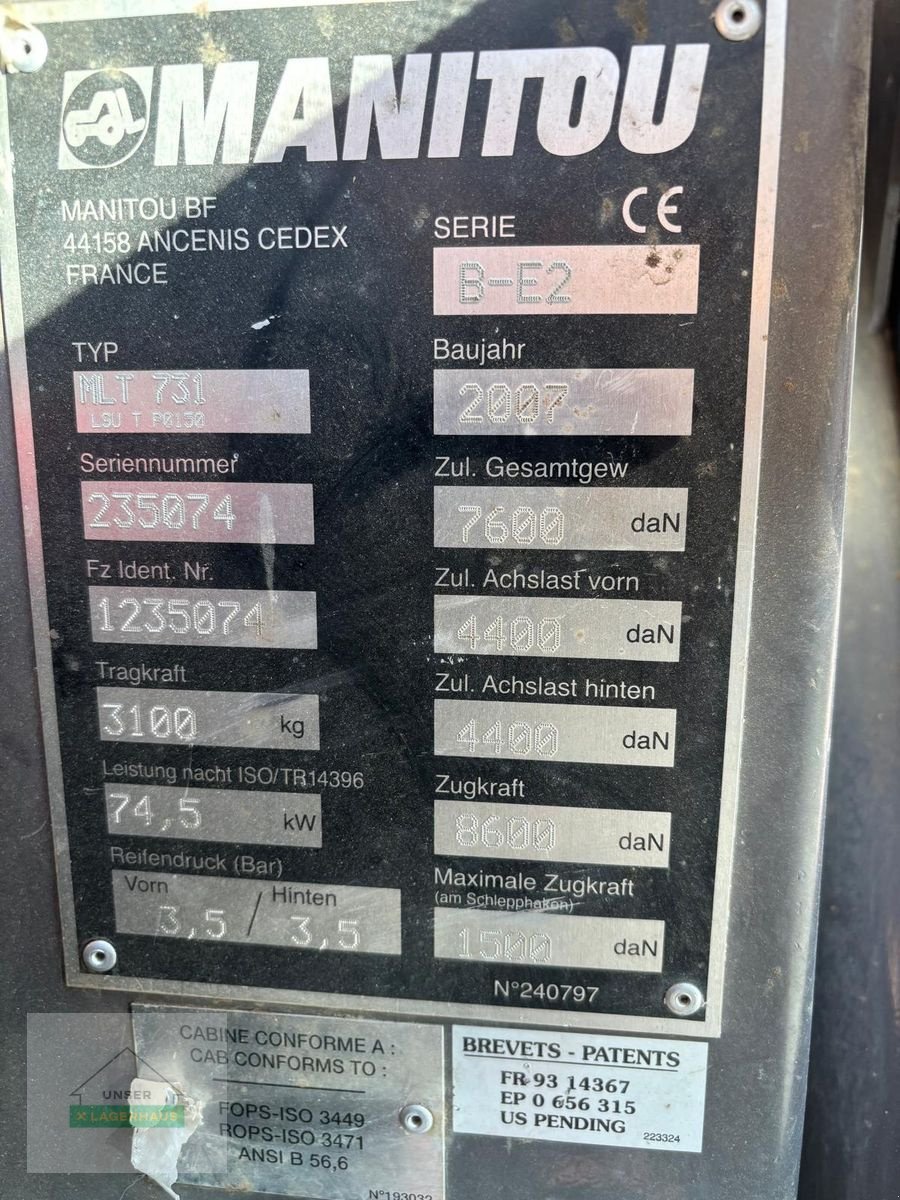 MANITOU
MANITOU BF
44158 ANCENIS CEDEX
FRANCE
CE
SERIE
B-E2
TYP
MLT 731
LSU T P0130
Baujahr
2007
Seriennummer
235074
Zul. Gesamtgew
7600 daN
Fz Ident. Nr.
1235074
Zul. Achslast vorn
4400 daN
Tragkraft
3100 kg
Zul. Achslast hinten
4400 daN
Leistung nacht ISO/TR14396
74,5 kW
Zugkraft
8600 daN
Reifendruck (Bar)
Vorn / Hinten
3,5 3,5
Maximale Zugkraft
(am Schlepphaken)
1500 daN
N°240797
CABINE CONFORME A :
CAB CONFORMS TO :
FOPS-ISO 3449
ROPS-ISO 3471
ANSI B 56,6
N°193032
BREVETS - PATENTS
FR 93 14367
EP 0 656 315
US PENDING
223324
UNSER
X LAGERHAUS